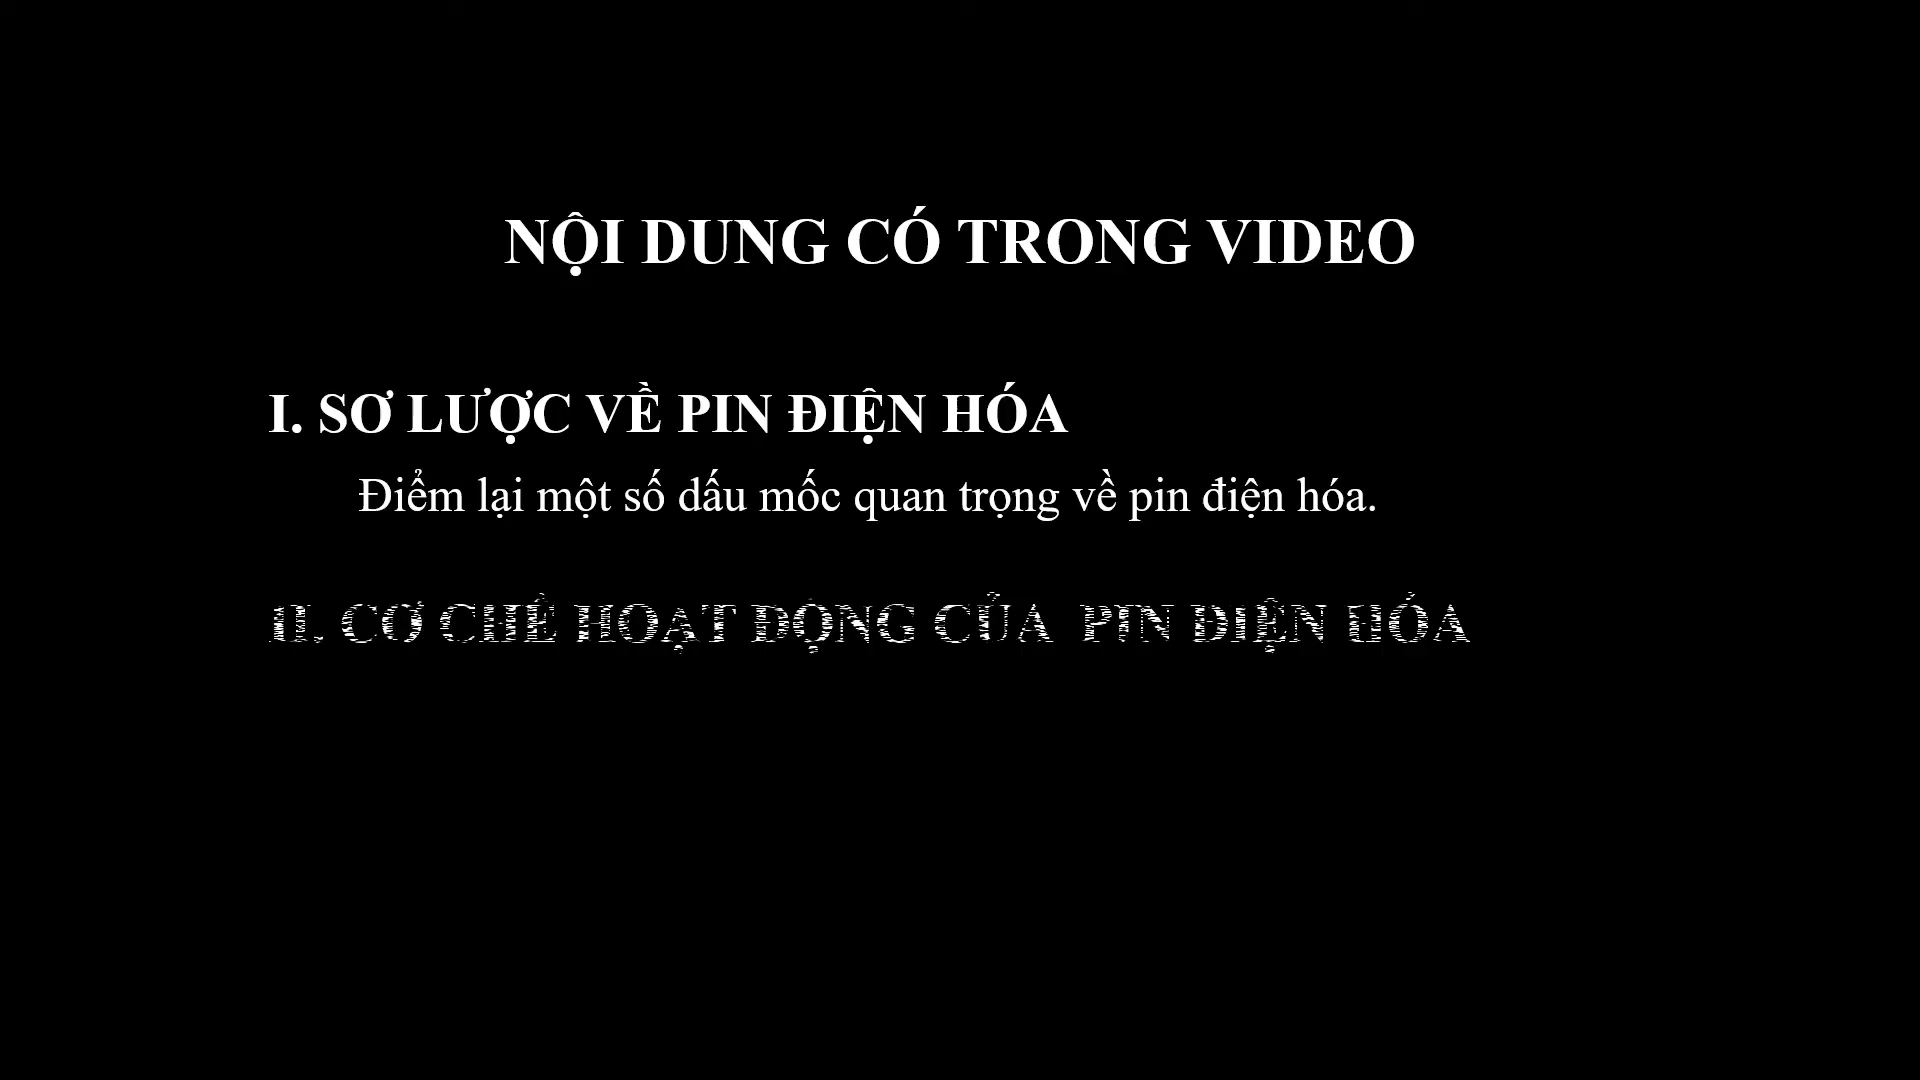 NỘI DUNG CÓ TRONG VIDEO
I. SƠ LƯỢC VỀ PIN ĐIỆN HÓA
Điểm lại một số dấu mốc quan trọng về pin điện hóa.
II. CƠ CHẾ HOẠT ĐỘNG CỦA PIN ĐIỆN HÓA